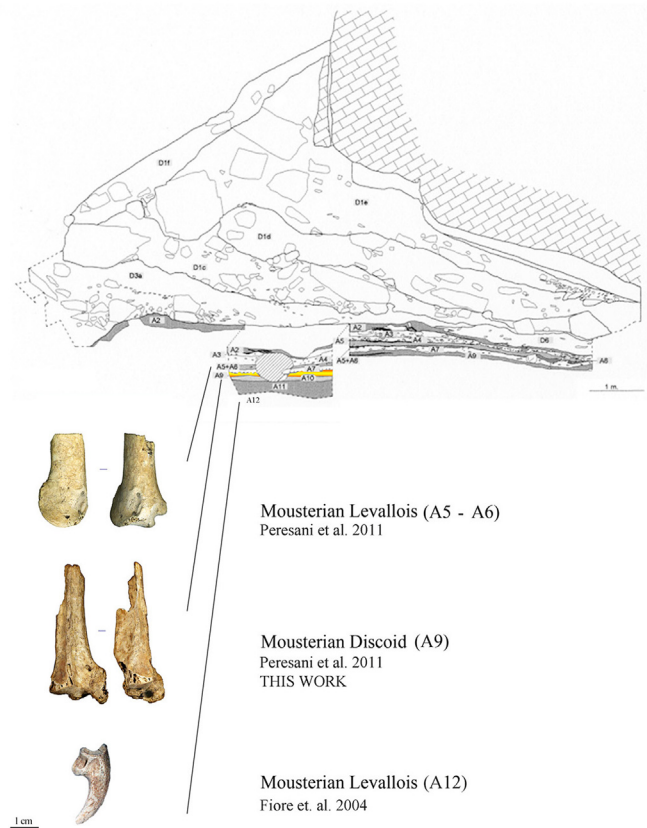 D1f
D1e
D1d
D1c
D3a
A2
A2
A3
A4
A5
A7
A9
A5+A6
D6
A8
A2
A3
A4
A5+A6
A7
A9
A10
A11
A12
1 m.
Mousterian Levallois (A5 - A6)
Peresani et al. 2011
Mousterian Discoid (A9)
Peresani et al. 2011
THIS WORK
Mousterian Levallois (A12)
Fiore et. al. 2004
1 cm